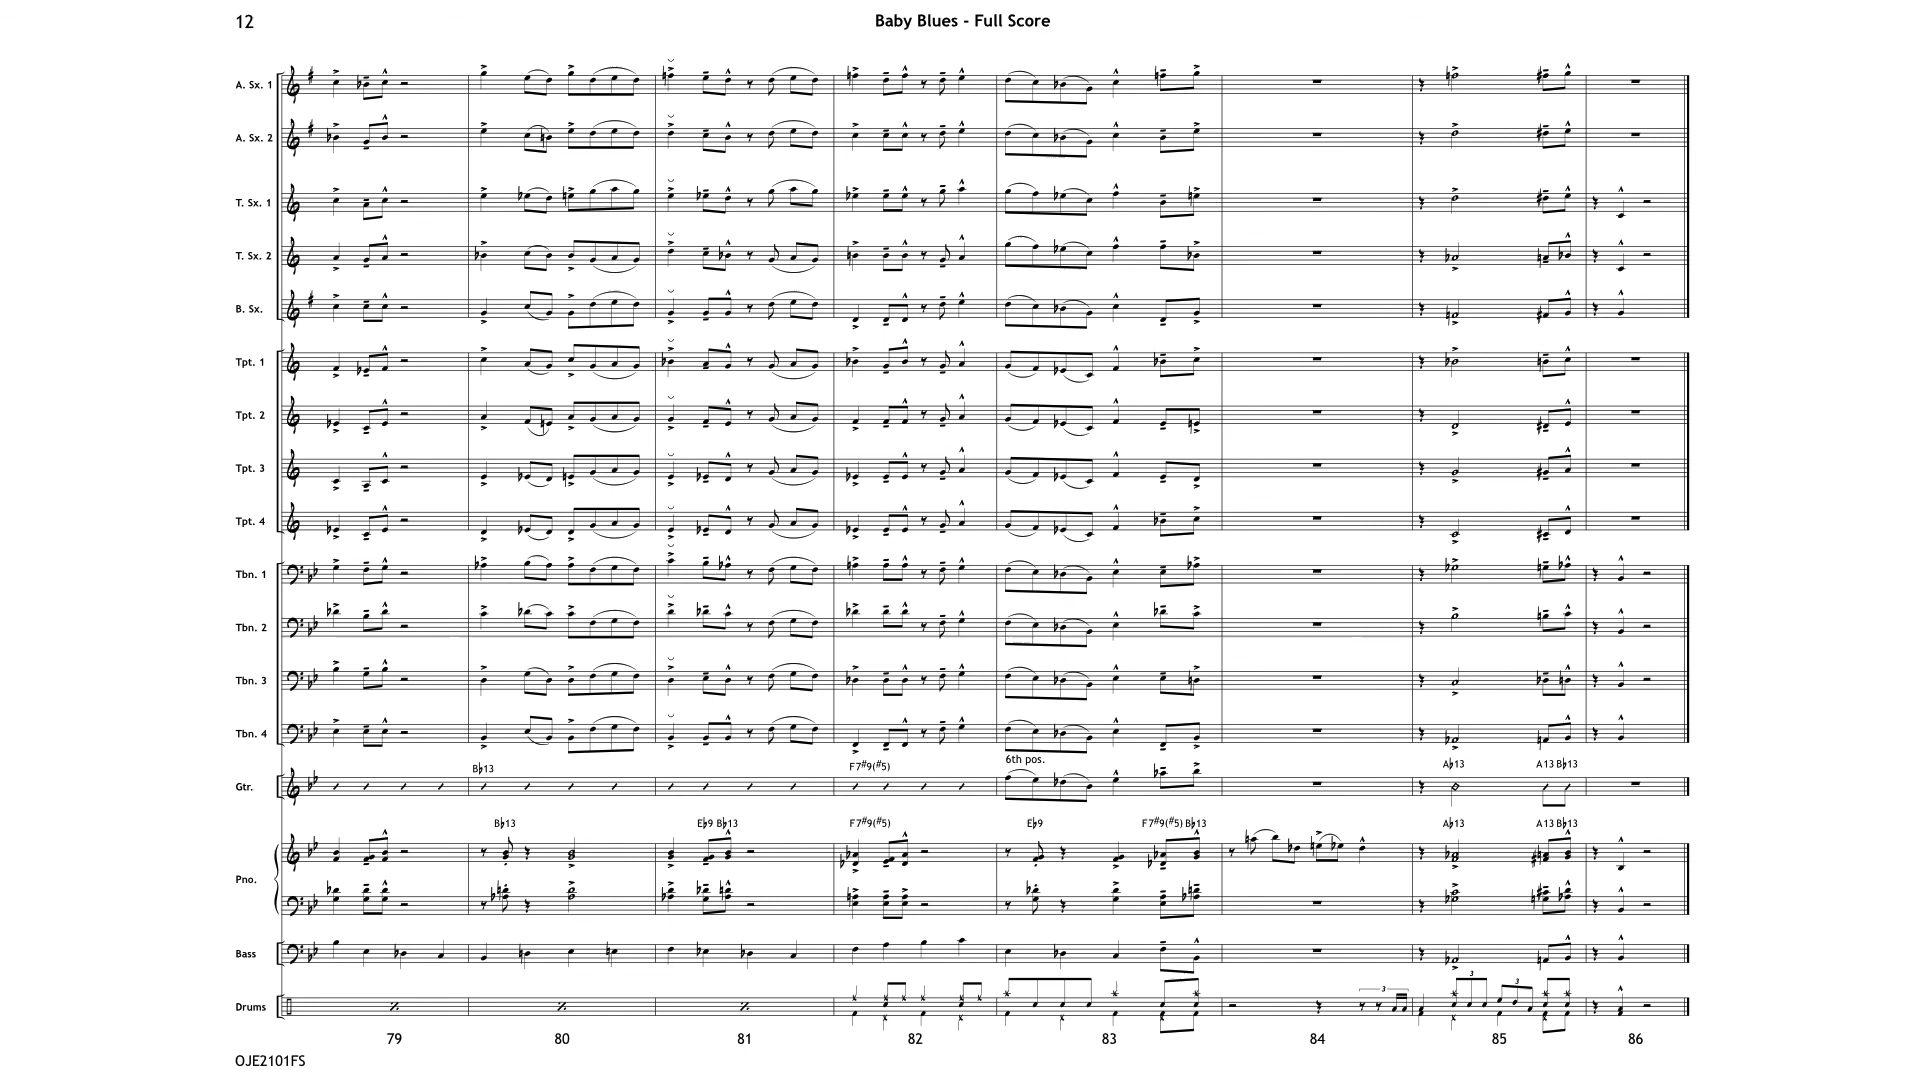 12
Baby Blues - Full Score
A. Sx. 1
A. Sx. 2
T. Sx. 1
T. Sx. 2
B. Sx.
Tpt. 1
Tpt. 2
Tpt. 3
Tpt. 4
Tbn. 1
Tbn. 2
Tbn. 3
Tbn. 4
6th pos.
B♭13 F7#9(#5) A♭13 A13 B♭13
Gtr.
B♭13 E♭9 B♭13 F7#9(#5) E♭9 F7#9(#5) B♭13 A♭13 A13 B♭13
Pno.
Bass
3 3 3
Drums
79 80 81 82 83 84 85 86
OJE2101FS